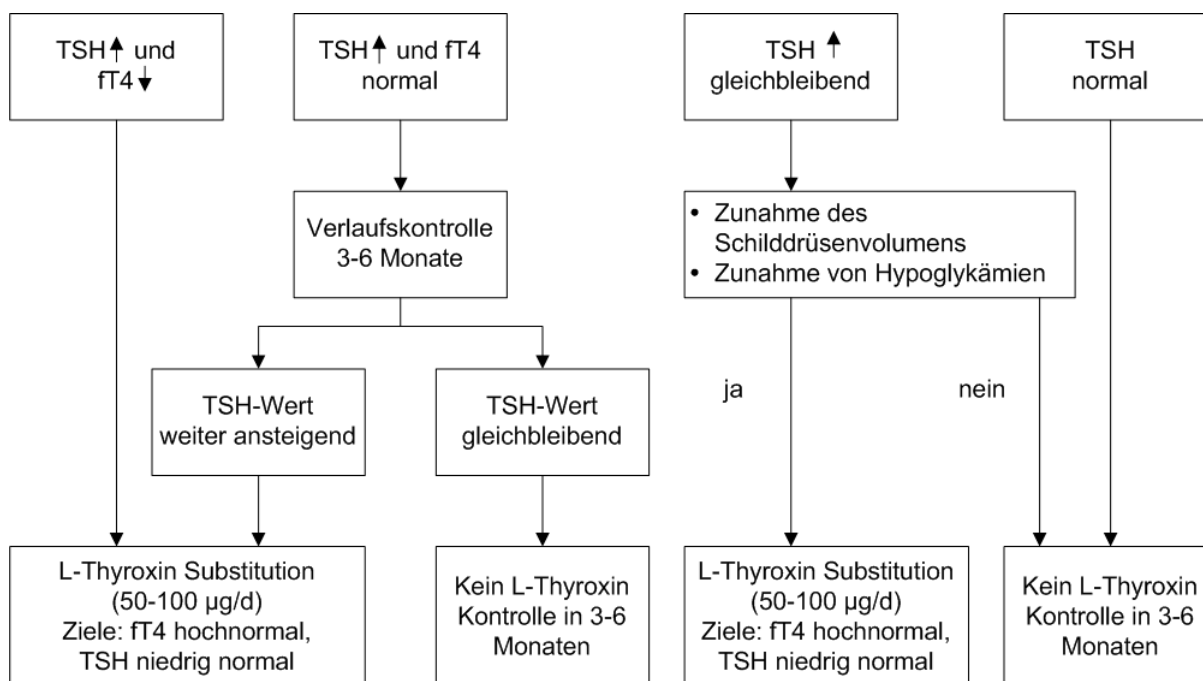 TSH↑ und
fT4↓
TSH↑ und fT4
normal
TSH ↑
gleichbleibend
TSH
normal
Verlaufskontrolle
3-6 Monate
• Zunahme des
Schilddrüsenvolumens
• Zunahme von Hypoglykämien
TSH-Wert
weiter ansteigend
TSH-Wert
gleichbleibend
ja
nein
L-Thyroxin Substitution
(50-100 µg/d)
Ziele: fT4 hochnormal,
TSH niedrig normal
Kein L-Thyroxin
Kontrolle in 3-6
Monaten
L-Thyroxin Substitution
(50-100 µg/d)
Ziele: fT4 hochnormal,
TSH niedrig normal
Kein L-Thyroxin
Kontrolle in 3-6
Monaten